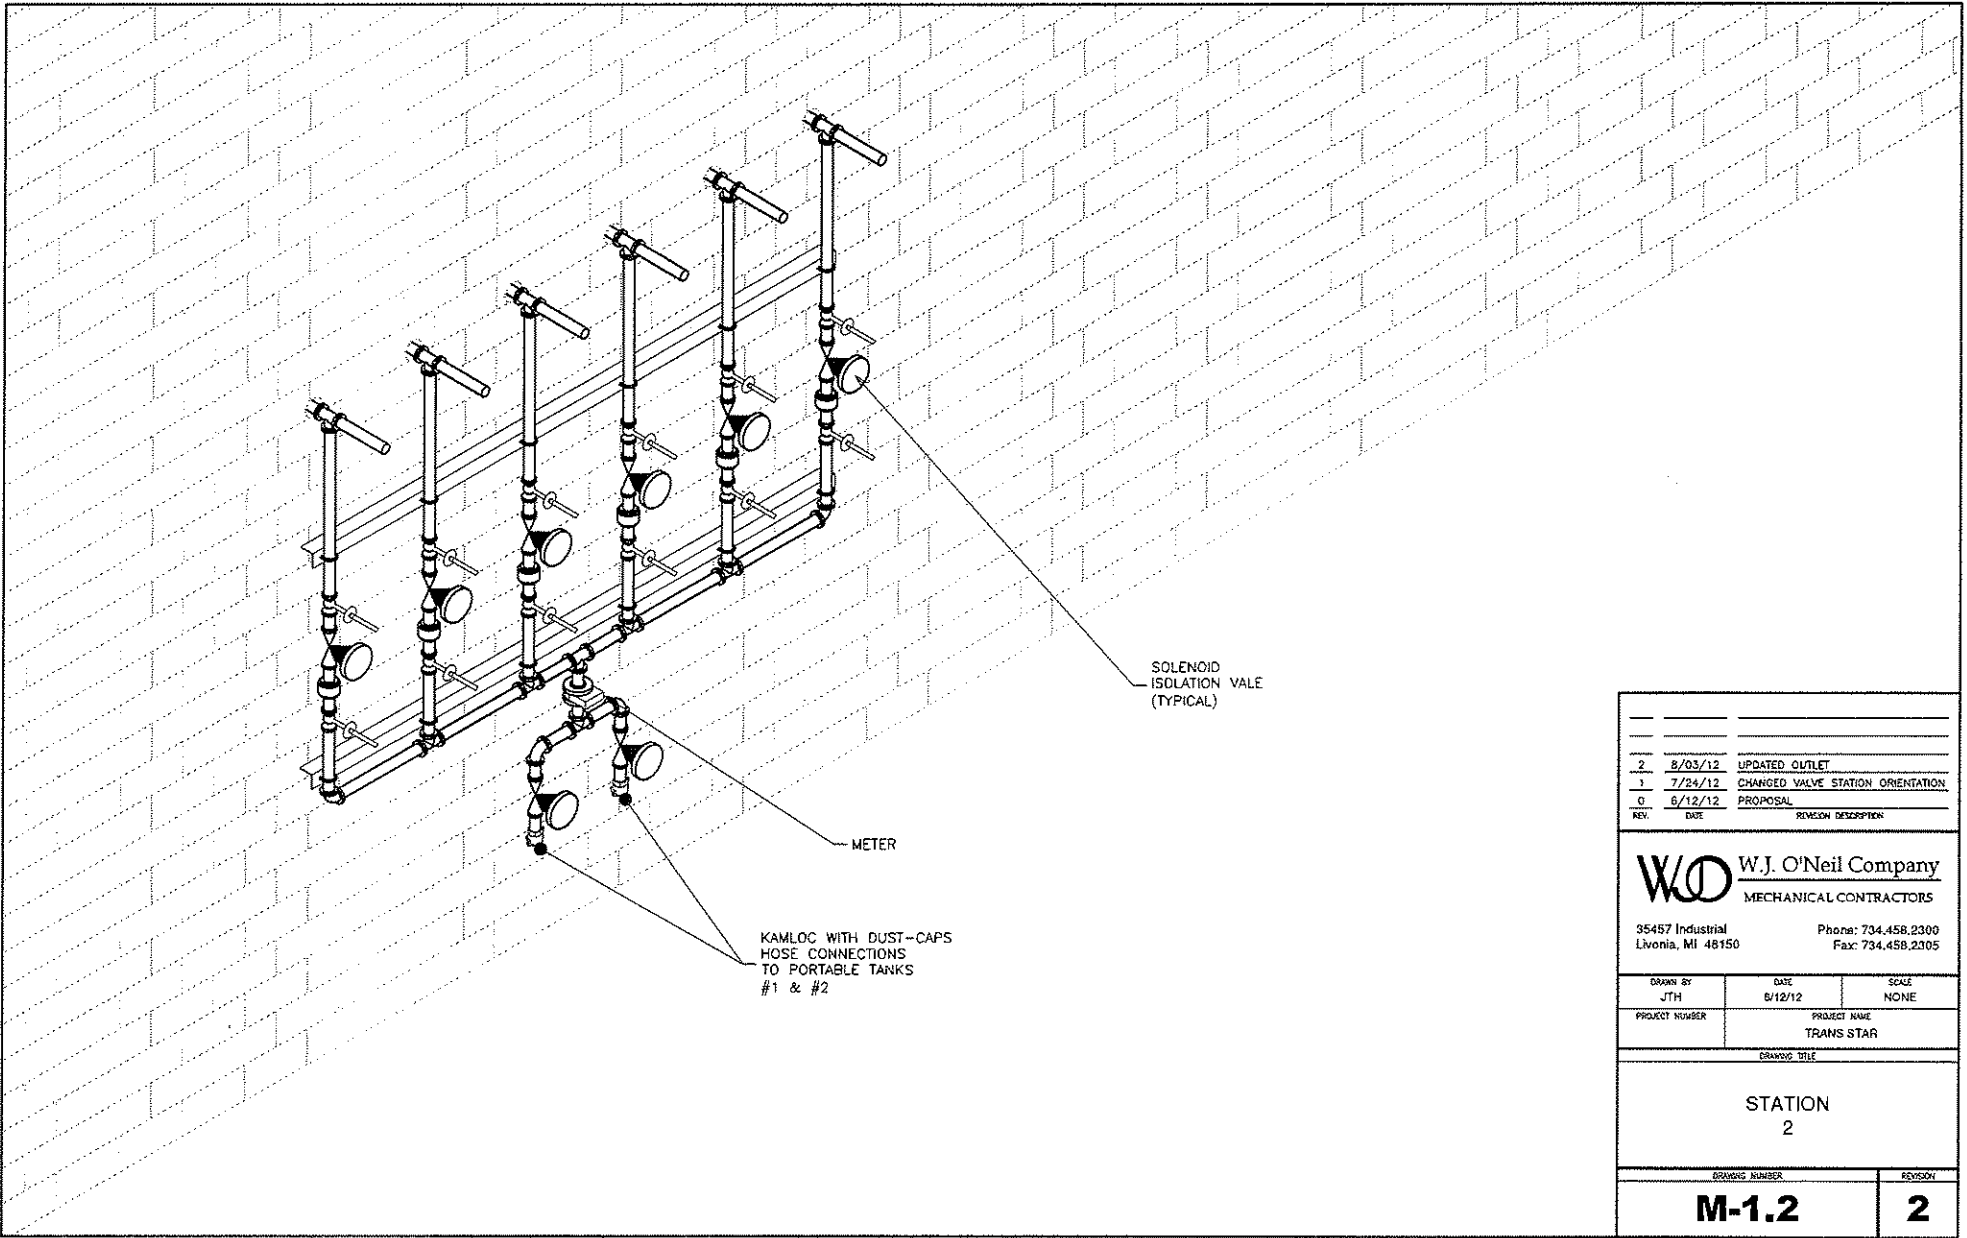 SOLENOID
ISOLATION VALE
(TYPICAL)
METER
KAMLOC WITH DUST-CAPS
HOSE CONNECTIONS
TO PORTABLE TANKS
#1 & #2
2 8/03/12 UPDATED OUTLET
1 7/24/12 CHANGED VALVE STATION ORIENTATION
0 6/12/12 PROPOSAL
REV. DATE REVISION DESCRIPTION
WJO W.J. O'Neil Company
MECHANICAL CONTRACTORS
35457 Industrial Phone: 734.458.2300
Livonia, MI 48150 Fax: 734.458.2305
DRAWN BY DATE SCALE
JTH 6/12/12 NONE
PROJECT NUMBER PROJECT NAME
TRANS STAR
DRAWING TITLE
STATION
2
DRAWING NUMBER REVISION
M-1.2 2